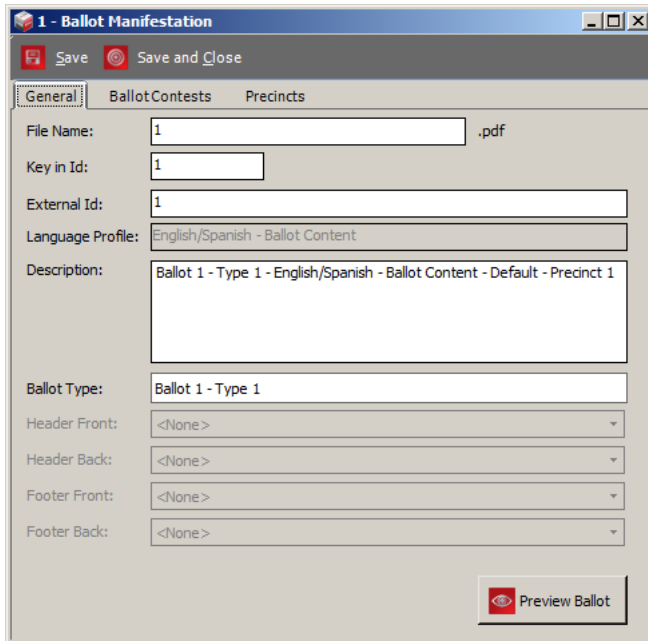 1 - Ballot Manifestation
Save Save and Close
General Ballot Contests Precincts
File Name: 1 .pdf
Key in Id: 1
External Id: 1
Language Profile: English/Spanish - Ballot Content
Description: Ballot 1 - Type 1 - English/Spanish - Ballot Content - Default - Precinct 1
Ballot Type: Ballot 1 - Type 1
Header Front: <None>
Header Back: <None>
Footer Front: <None>
Footer Back: <None>
Preview Ballot